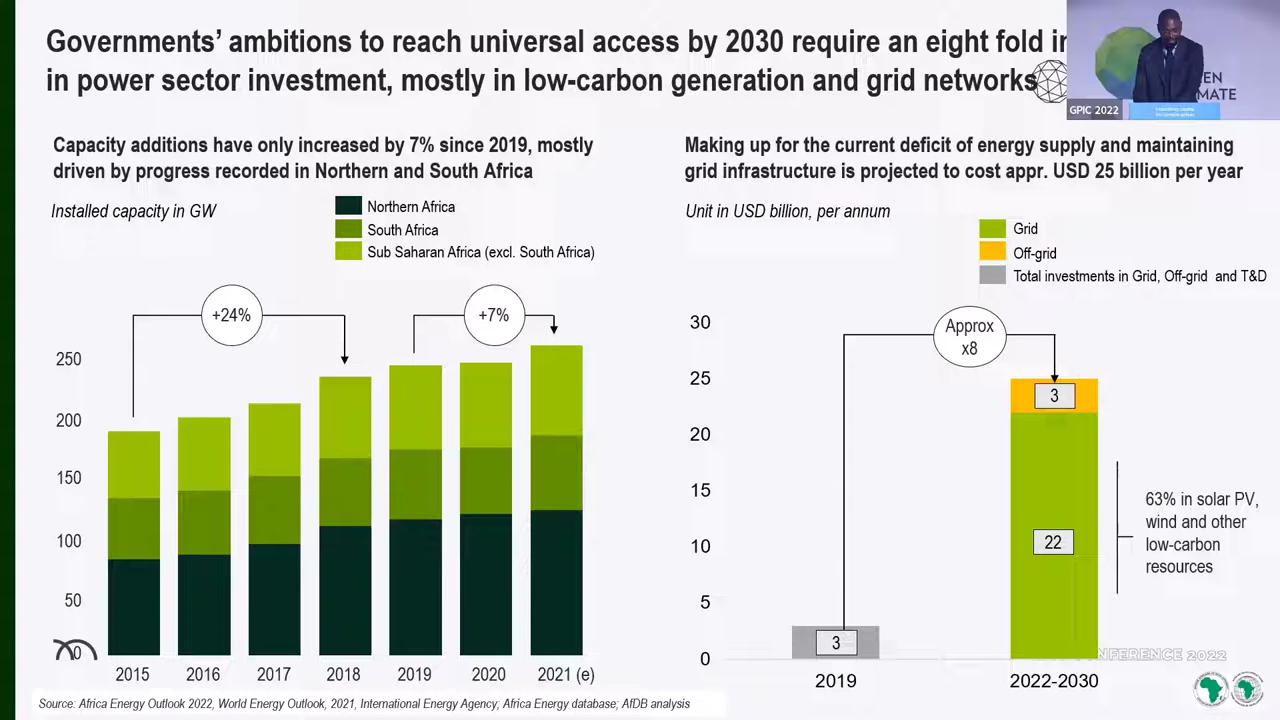 Governments' ambitions to reach universal access by 2030 require an eight fold
in power sector investment, mostly in low-carbon generation and grid networks
GPIC 2022
Capacity additions have only increased by 7% since 2019, mostly
driven by progress recorded in Northern and South Africa
Installed capacity in GW
Northern Africa
South Africa
Sub Saharan Africa (excl. South Africa)
+24%
+7%
250
200
150
100
50
0
2015
2016
2017
2018
2019
2020
2021 (e)
Making up for the current deficit of energy supply and maintaining
grid infrastructure is projected to cost appr. USD 25 billion per year
Unit in USD billion, per annum
Grid
Off-grid
Total investments in Grid, Off-grid and T&D
Approx
x8
30
25
20
15
10
5
0
3
3
22
63% in solar PV,
wind and other
low-carbon
resources
2019
2022-2030
CONFERENCE 2022
Source: Africa Energy Outlook 2022, World Energy Outlook, 2021, International Energy Agency; Africa Energy database; AfDB analysis